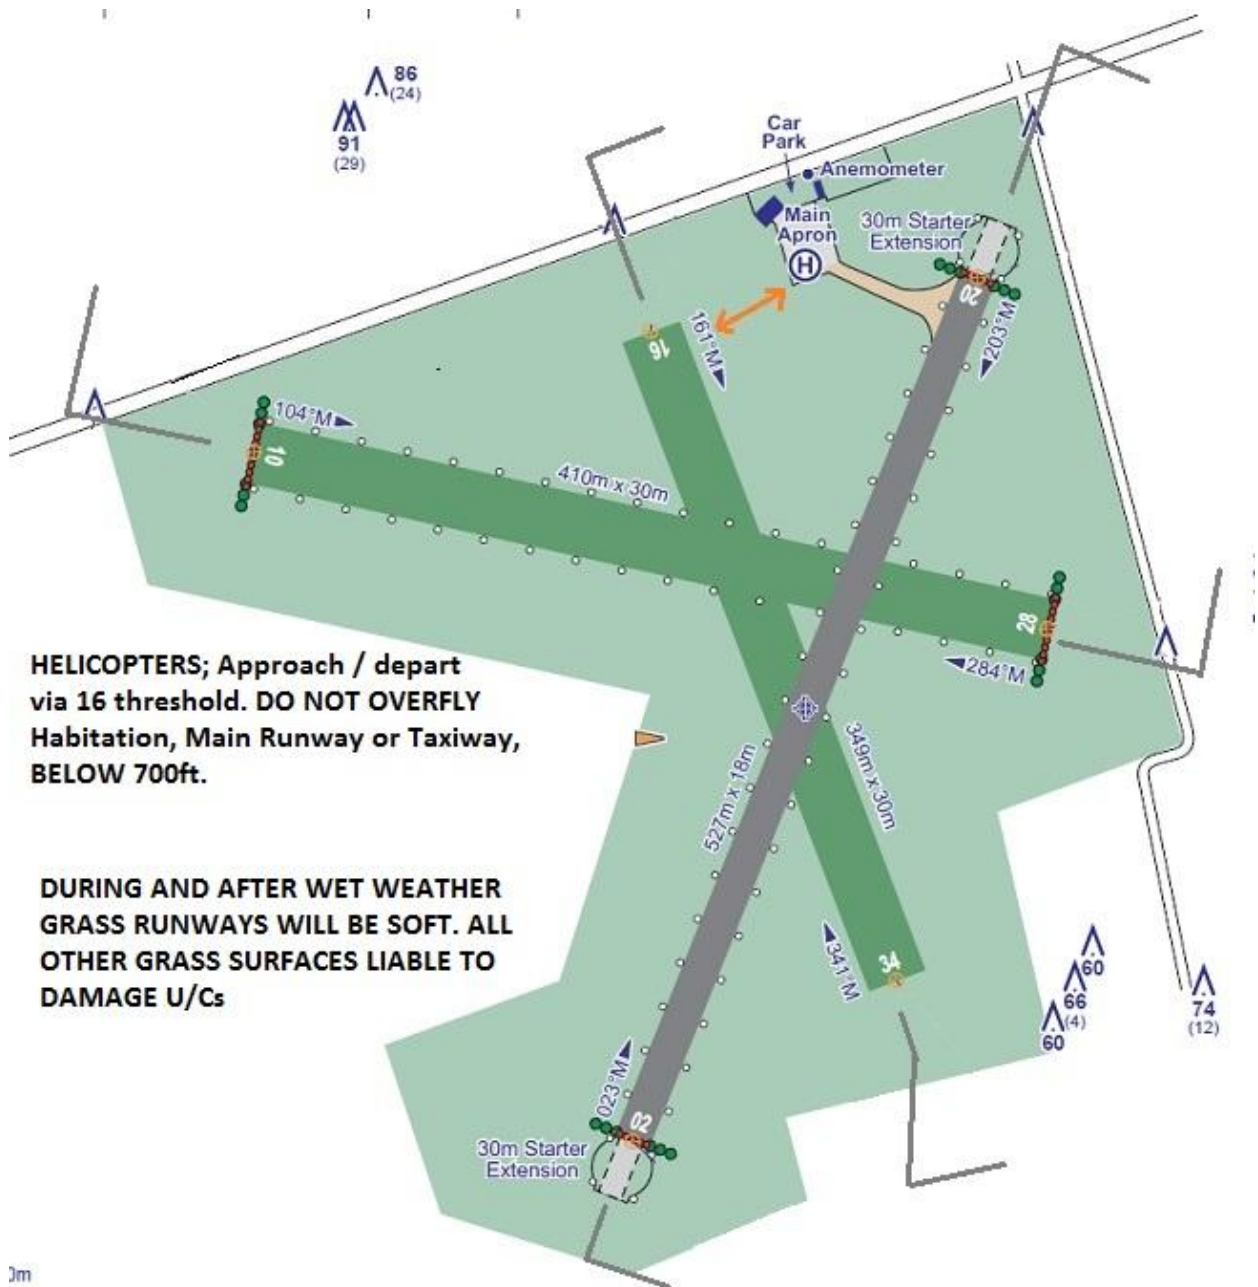 86
(24)
91
(29)
Car
Park
Anemometer
Main
Apron
H
30m Starter
Extension
20
203°M
16
161°M
104°M
10
410m x 30m
28
284°M
HELICOPTERS; Approach / depart
via 16 threshold. DO NOT OVERFLY
Habitation, Main Runway or Taxiway,
BELOW 700ft.
527m x 18m
349m x 30m
DURING AND AFTER WET WEATHER
GRASS RUNWAYS WILL BE SOFT. ALL
OTHER GRASS SURFACES LIABLE TO
DAMAGE U/Cs
34
341°M
60
66
(4)
60
74
(12)
023°M
02
30m Starter
Extension
0m